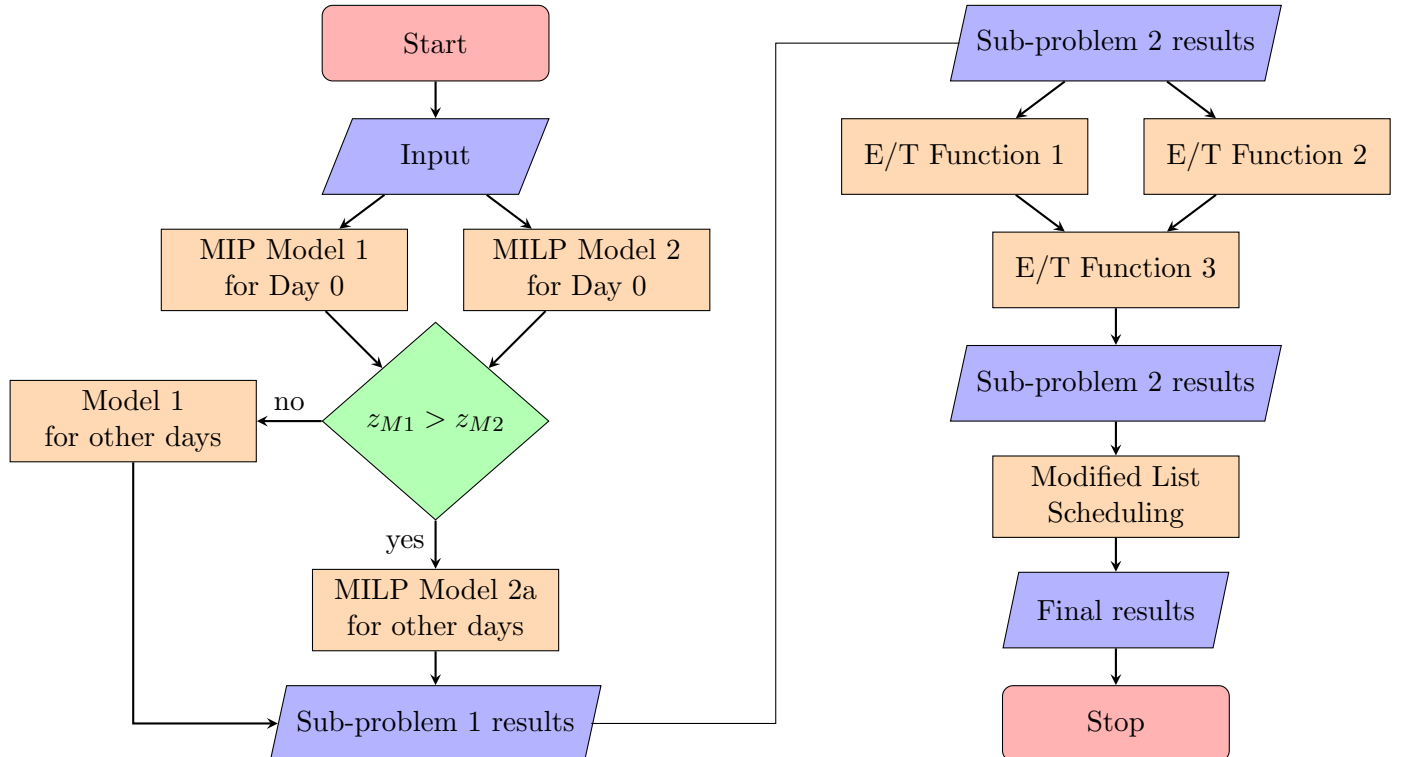 Start
Input
MIP Model 1
for Day 0
MILP Model 2
for Day 0
z_{M1} > z_{M2}
no
Model 1
for other days
yes
MILP Model 2a
for other days
Sub-problem 1 results
Sub-problem 2 results
E/T Function 1
E/T Function 2
E/T Function 3
Sub-problem 2 results
Modified List
Scheduling
Final results
Stop